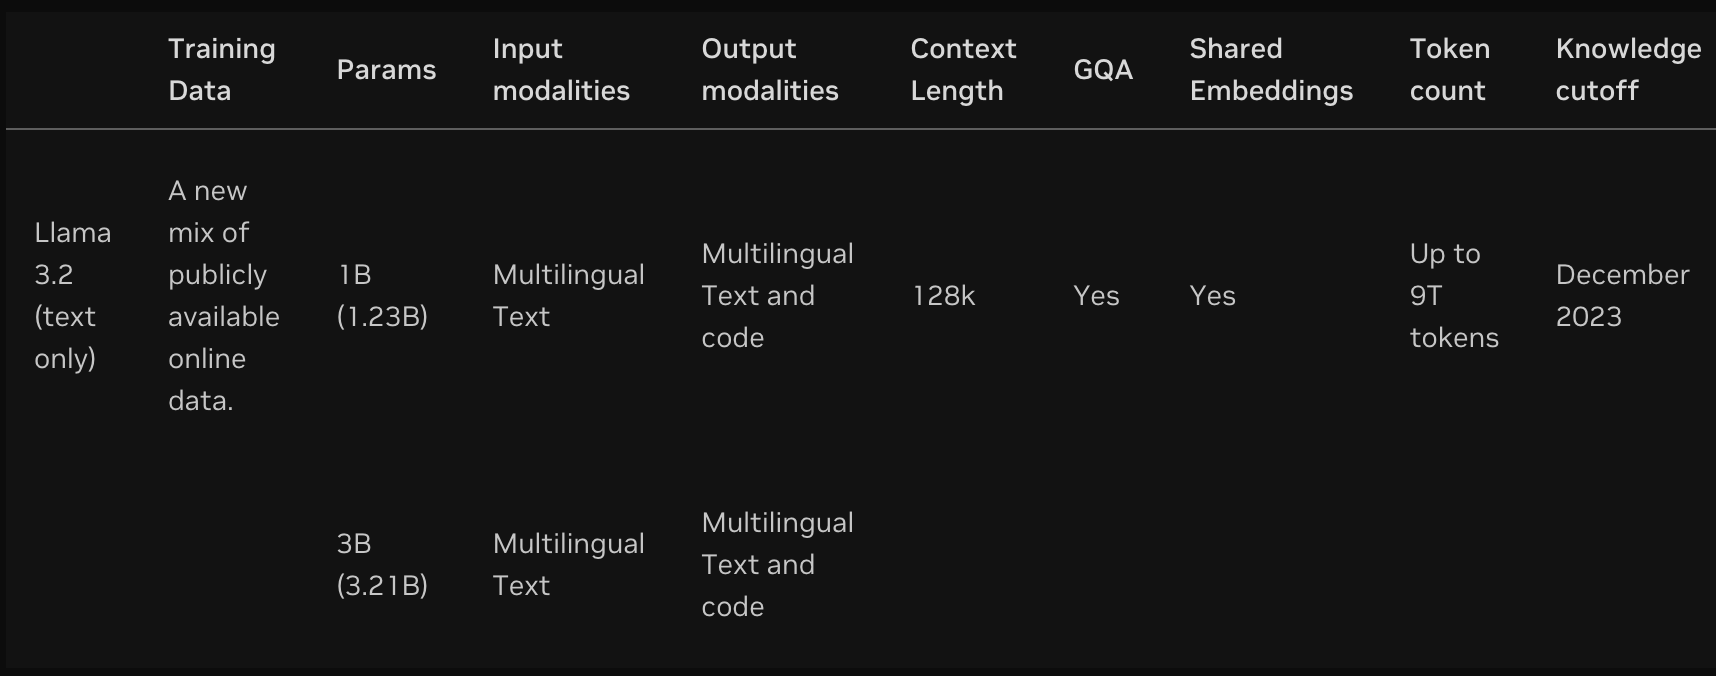 Training Data
Params
Input modalities
Output modalities
Context Length
GQA
Shared Embeddings
Token count
Knowledge cutoff
Llama 3.2 (text only)
A new mix of publicly available online data.
1B (1.23B)
Multilingual Text
Multilingual Text and code
128k
Yes
Yes
Up to 9T tokens
December 2023
3B (3.21B)
Multilingual Text
Multilingual Text and code